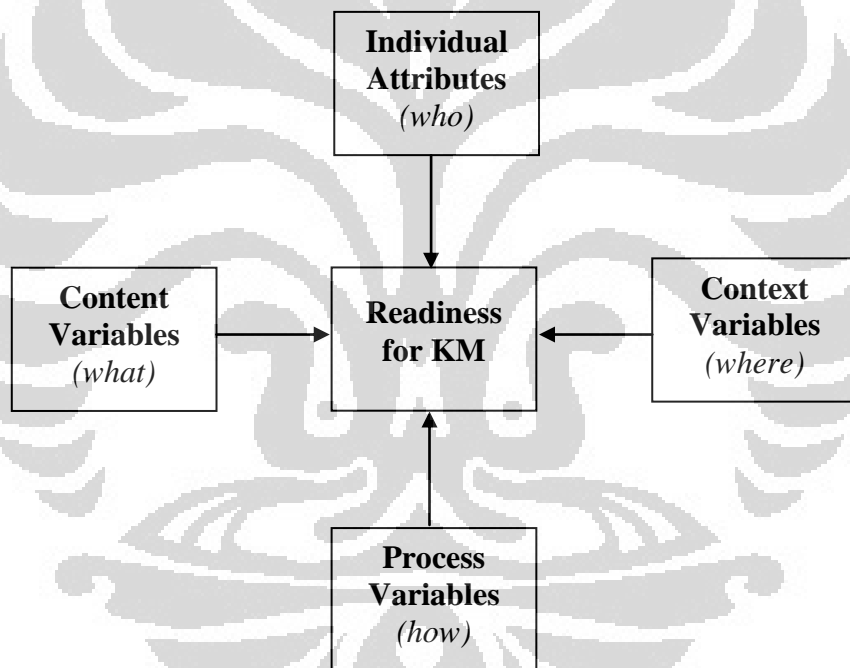 Individual
Attributes
(who)
Content
Variables
(what)
Readiness
for KM
Context
Variables
(where)
Process
Variables
(how)